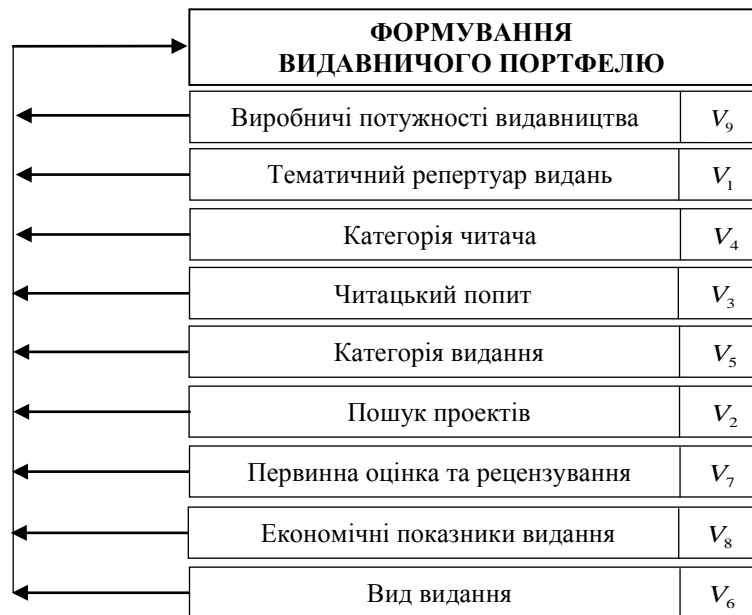 ФОРМУВАННЯ
ВИДАВНИЧОГО ПОРТФЕЛЮ
Виробничі потужності видавництва V₉
Тематичний репертуар видань V₁
Категорія читача V₄
Читацький попит V₃
Категорія видання V₅
Пошук проектів V₂
Первинна оцінка та рецензування V₇
Економічні показники видання V₈
Вид видання V₆